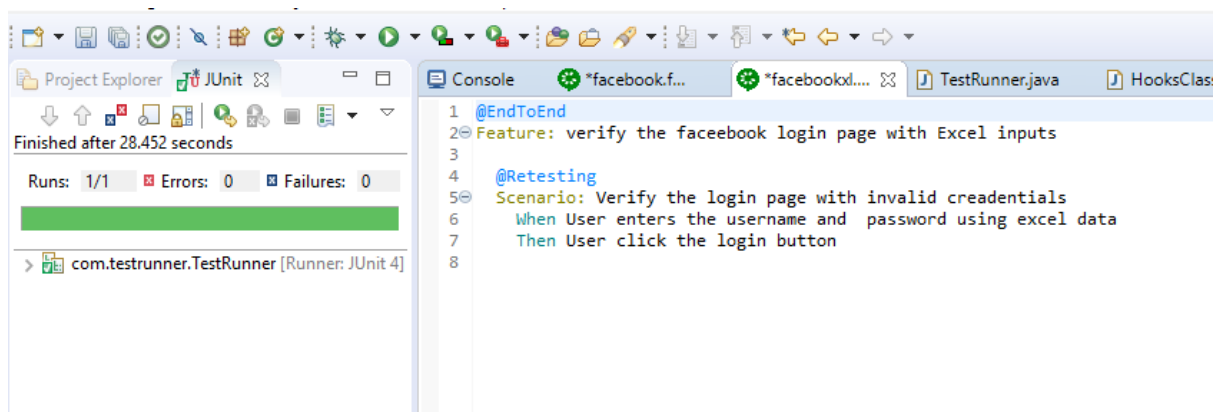 Project Explorer JUnit
Finished after 28.452 seconds
Runs: 1/1 Errors: 0 Failures: 0
com.testrunner.TestRunner [Runner: JUnit 4]
Console *facebook.f... *facebookxl.... TestRunner.java HooksClass
1 @EndToEnd
2 Feature: verify the faceebook login page with Excel inputs
3
4 @Retesting
5 Scenario: Verify the login page with invalid creadentials
6 When User enters the username and  password using excel data
7 Then User click the login button
8